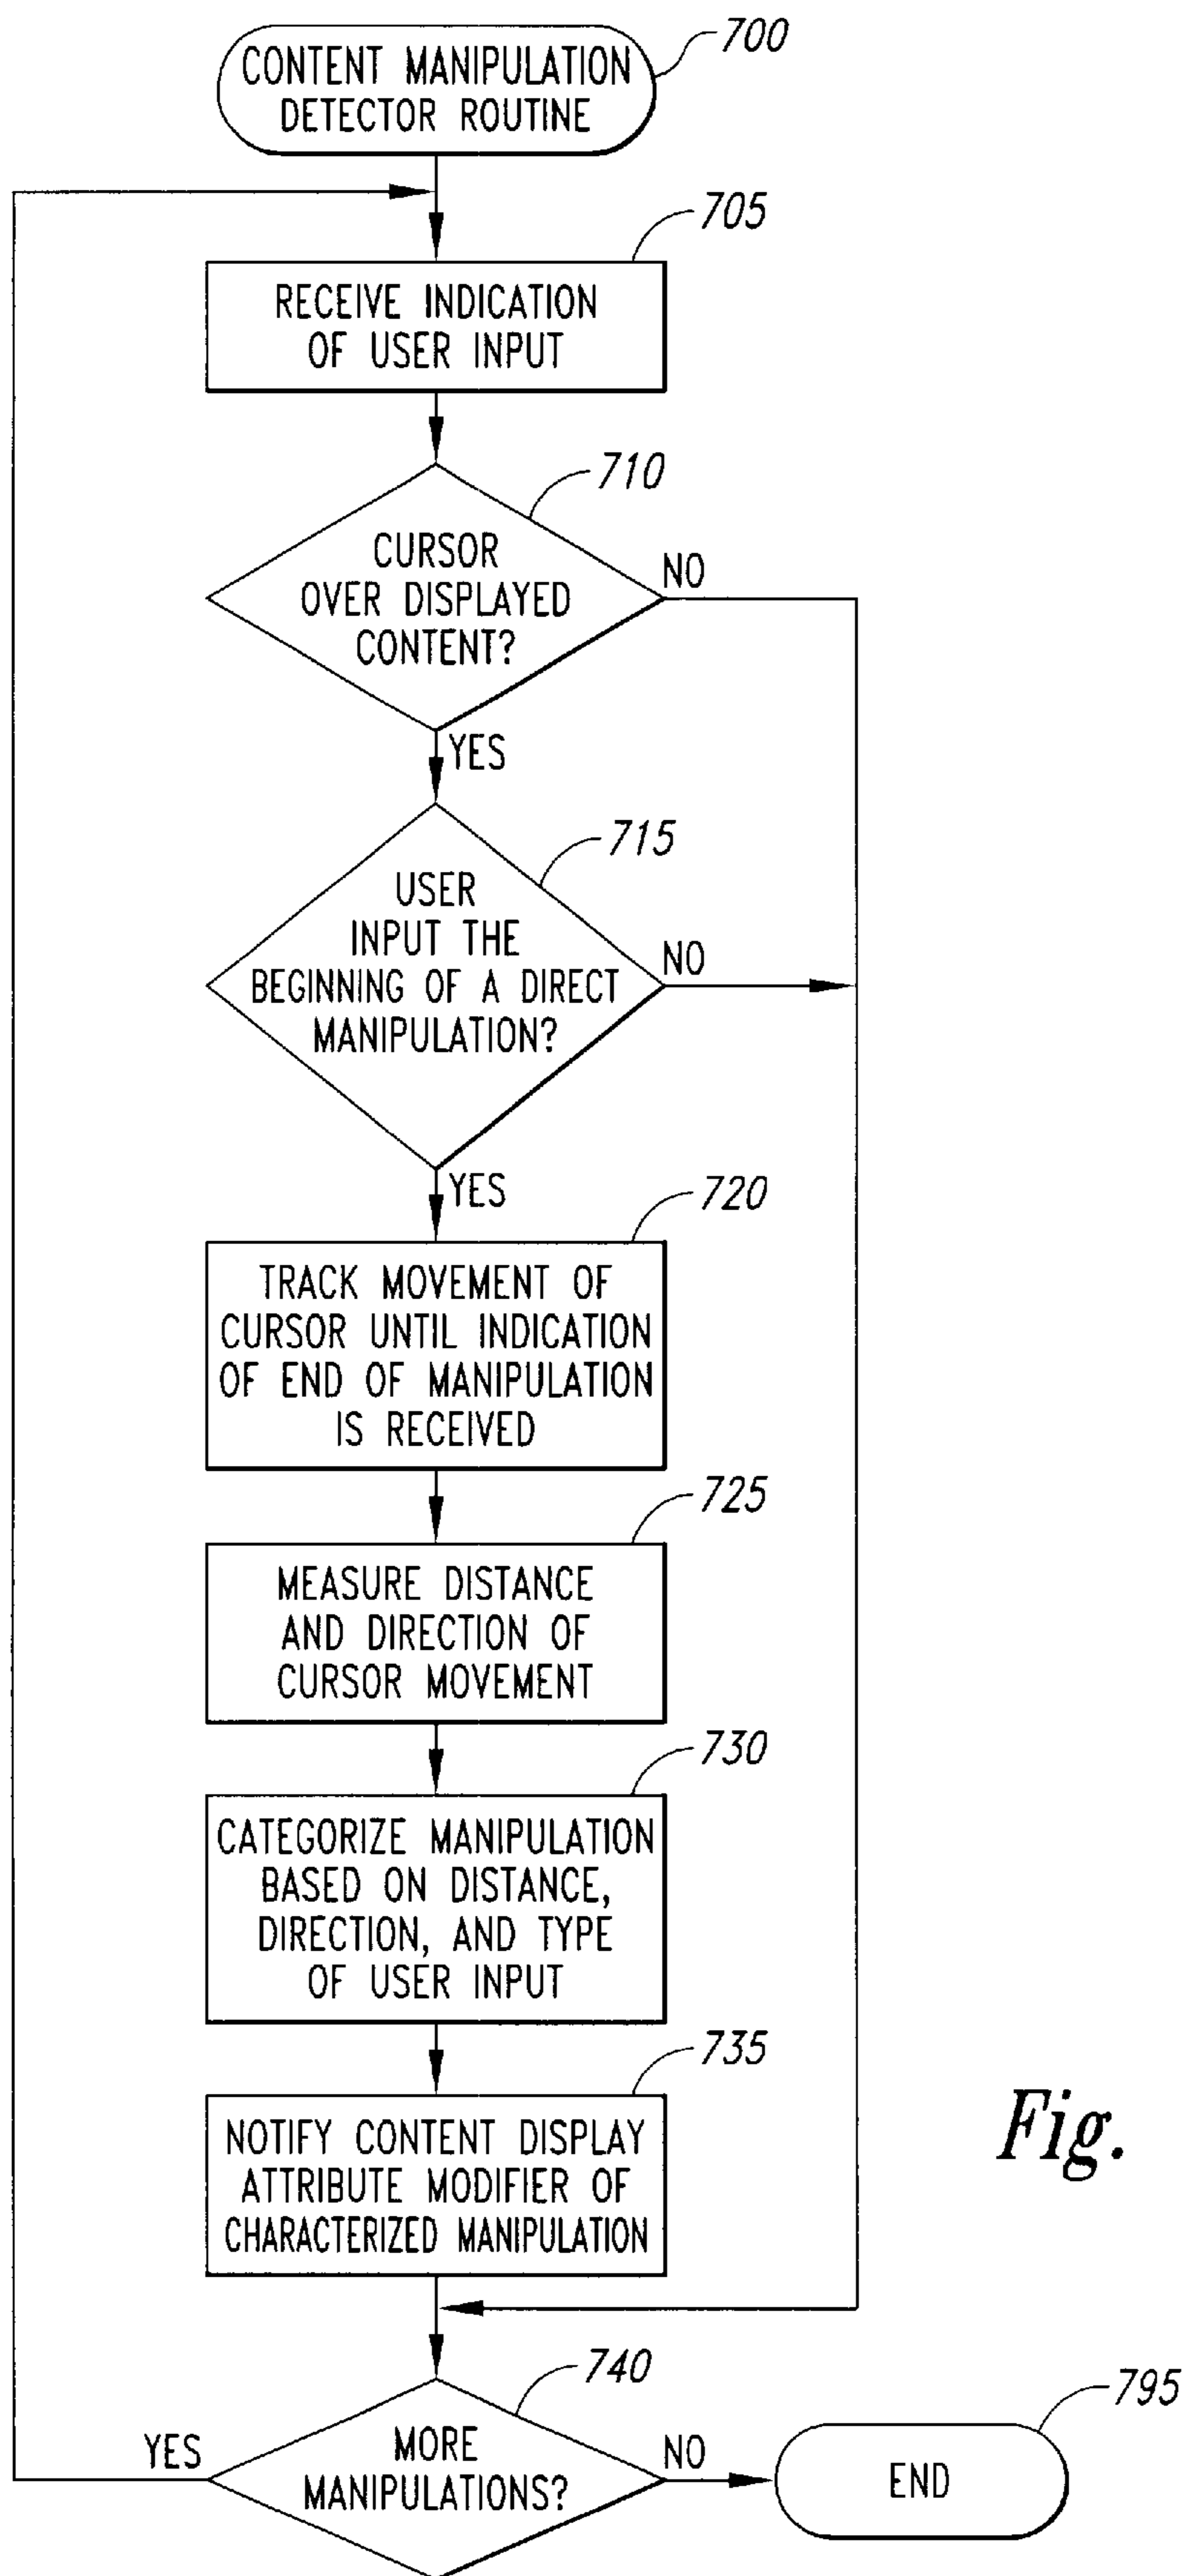 700
CONTENT MANIPULATION
DETECTOR ROUTINE
705
RECEIVE INDICATION
OF USER INPUT
710
CURSOR
OVER DISPLAYED
CONTENT?
NO
YES
715
USER
INPUT THE
BEGINNING OF A DIRECT
MANIPULATION?
NO
YES
720
TRACK MOVEMENT OF
CURSOR UNTIL INDICATION
OF END OF MANIPULATION
IS RECEIVED
725
MEASURE DISTANCE
AND DIRECTION OF
CURSOR MOVEMENT
730
CATEGORIZE MANIPULATION
BASED ON DISTANCE,
DIRECTION, AND TYPE
OF USER INPUT
735
NOTIFY CONTENT DISPLAY
ATTRIBUTE MODIFIER OF
CHARACTERIZED MANIPULATION
Fig.
740
MORE
MANIPULATIONS?
YES
NO
795
END